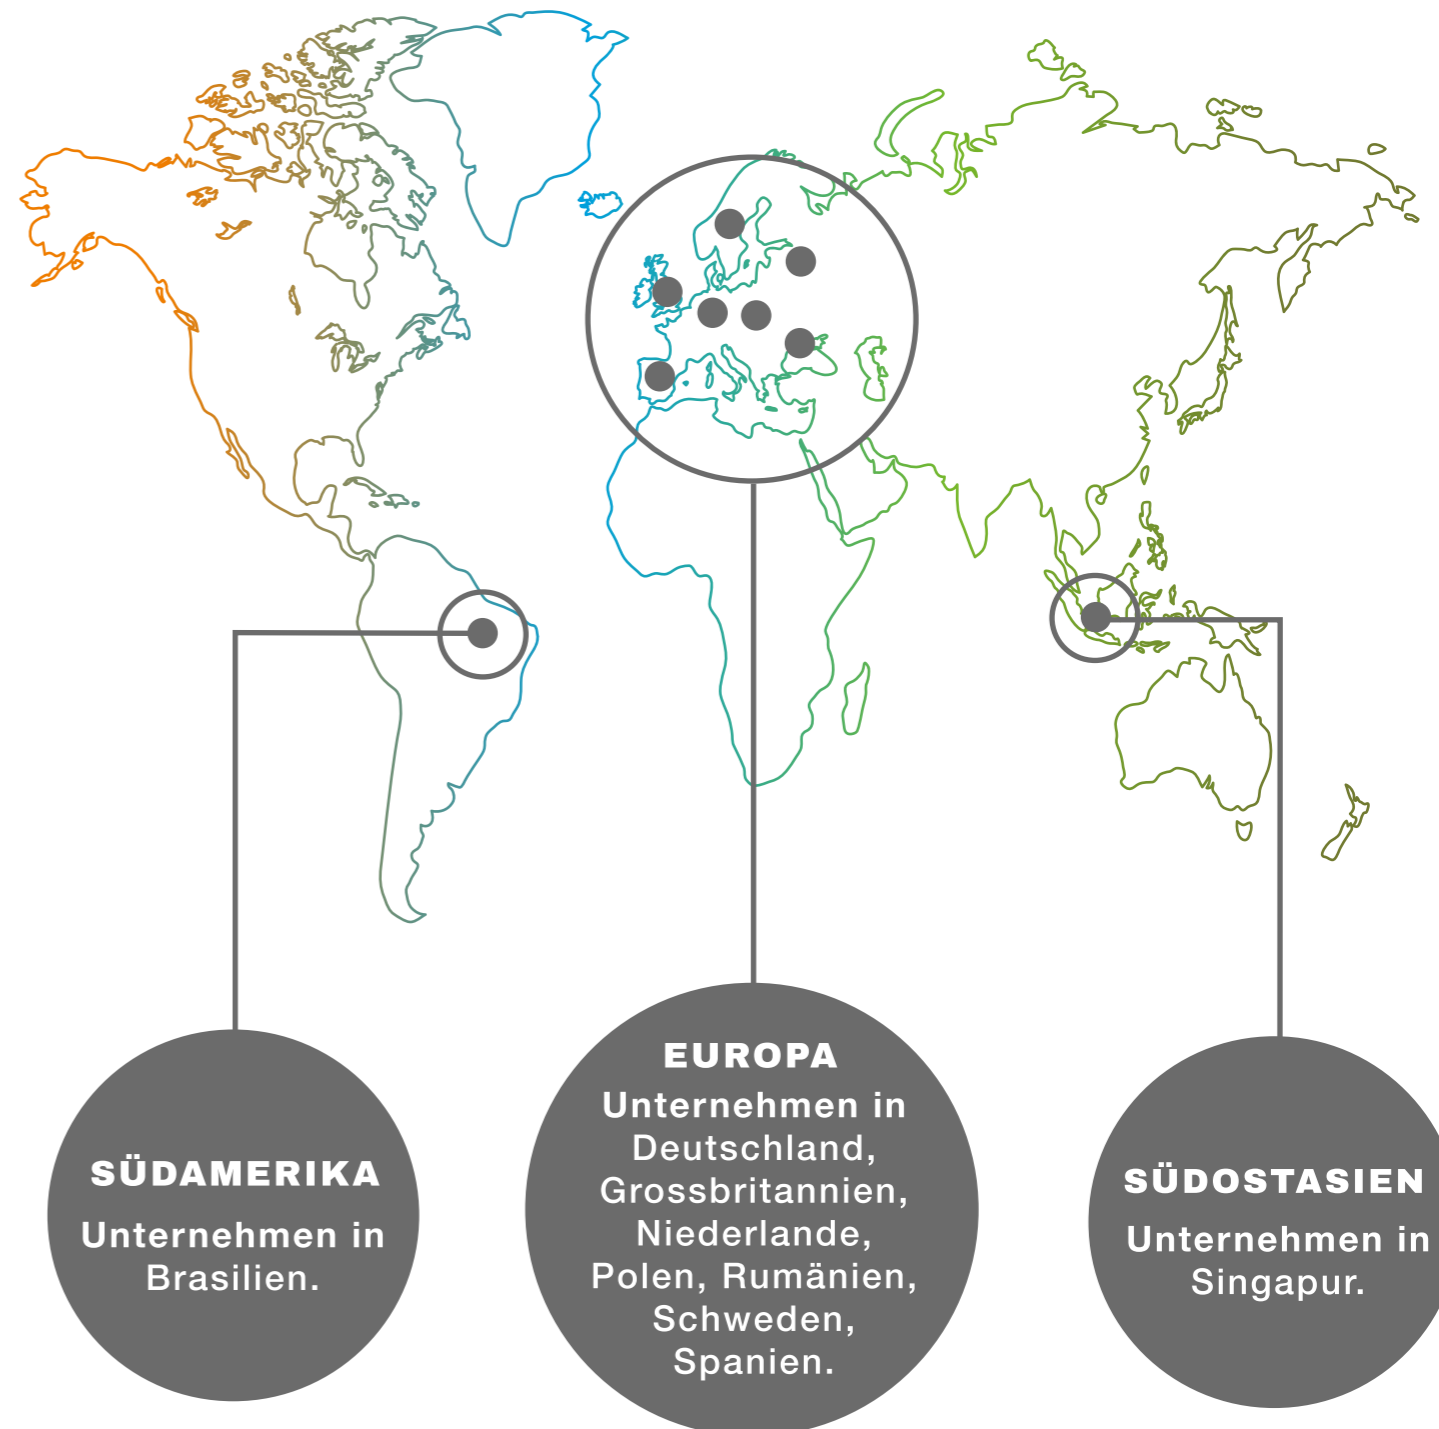 SÜDAMERIKA
Unternehmen in
Brasilien.
EUROPA
Unternehmen in
Deutschland,
Grossbritannien,
Niederlande,
Polen, Rumänien,
Schweden,
Spanien.
SÜDOSTASIEN
Unternehmen in
Singapur.